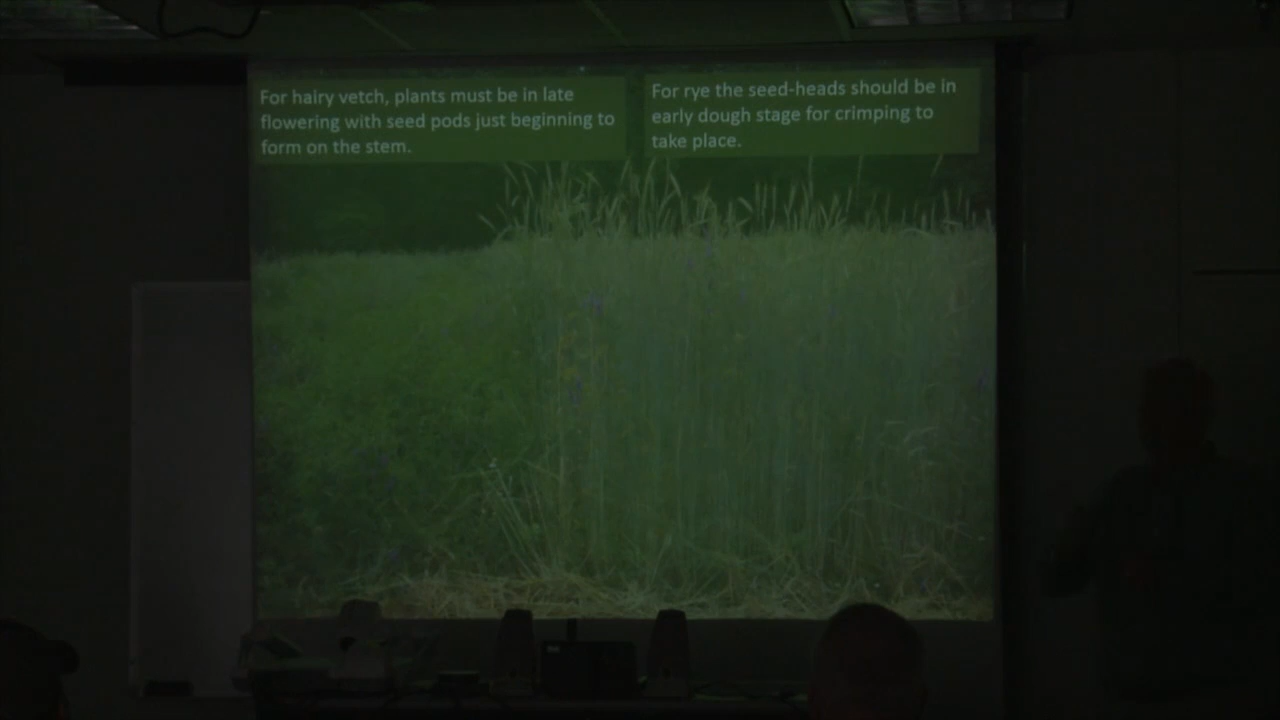 For hairy vetch, plants must be in late
flowering with seed pods just beginning to
form on the stem.
For rye the seed-heads should be in
early dough stage for crimping to
take place.